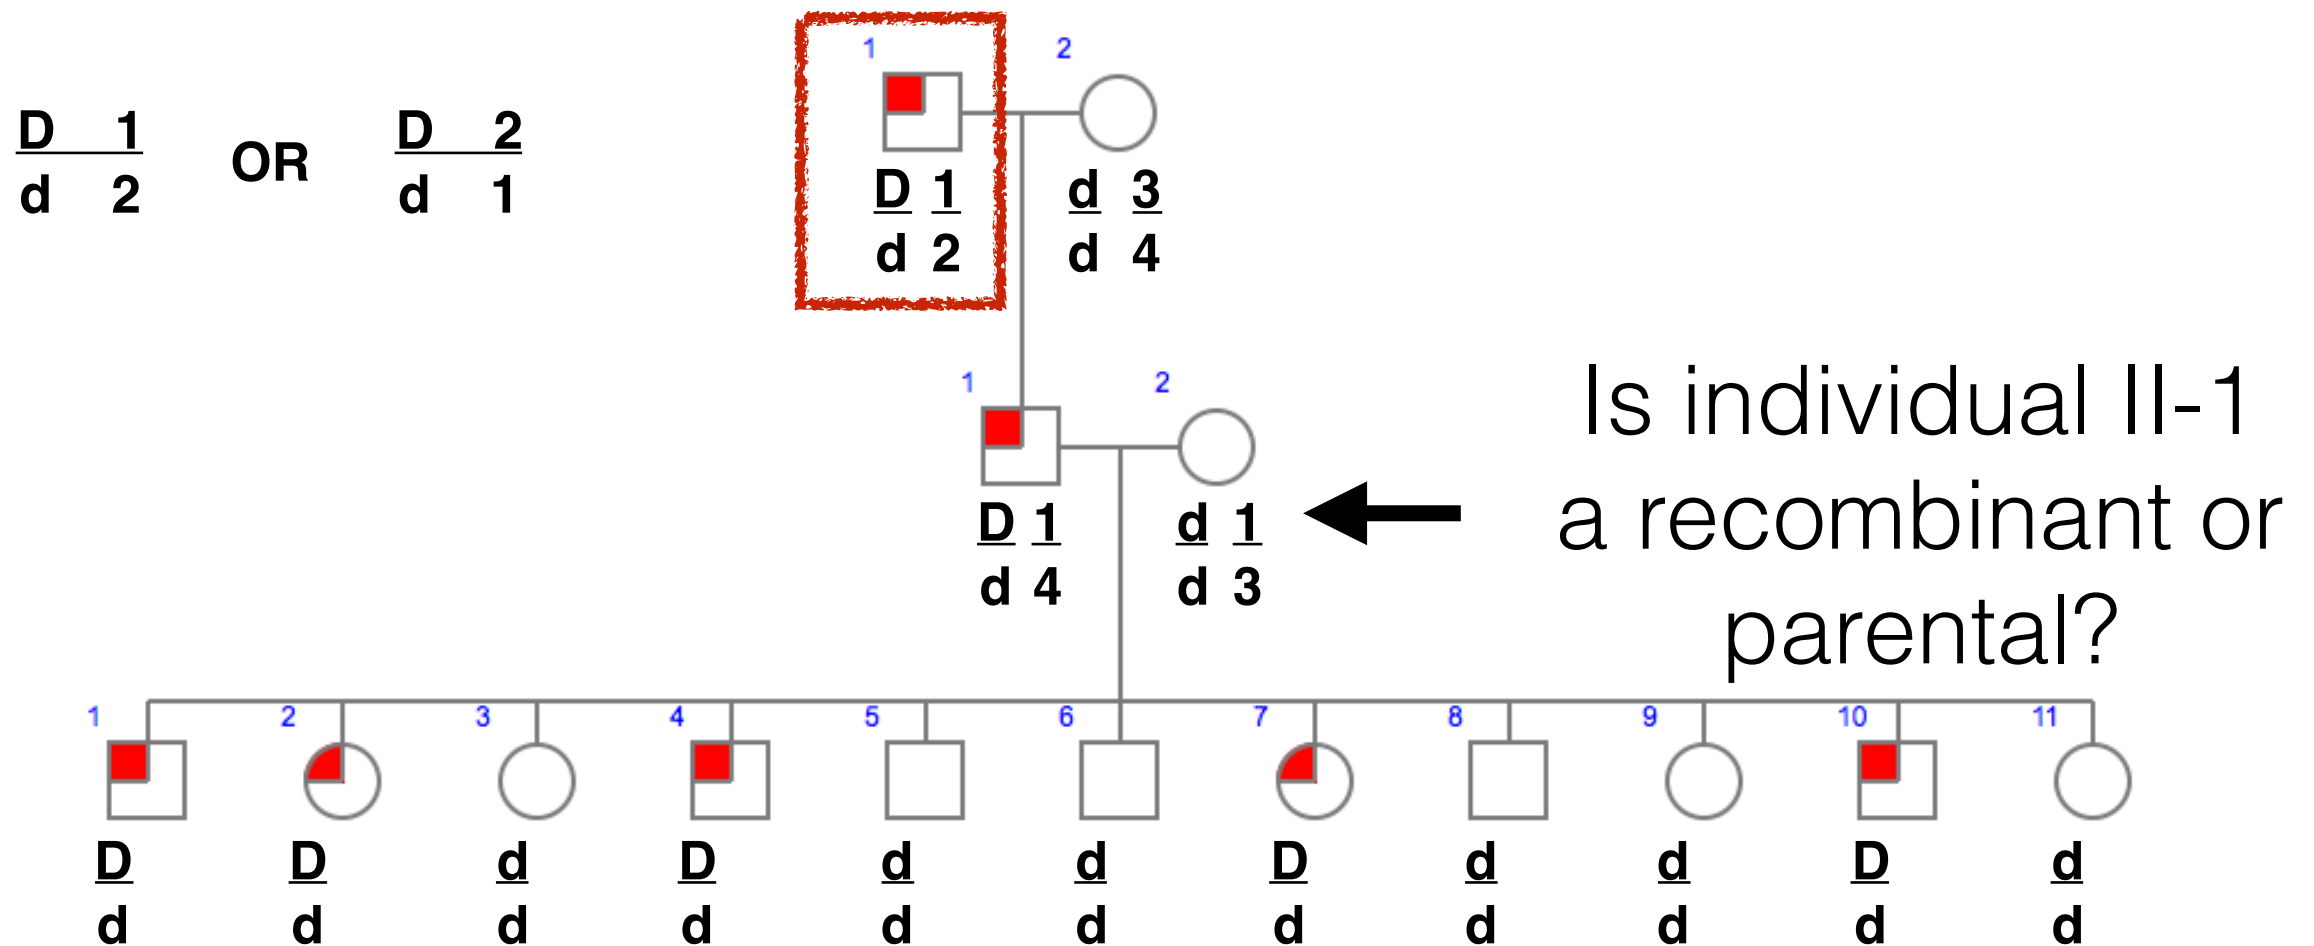 1 2
D 1 OR D 2
d 2 d 1
D 1 d 3
d 2 d 4
1 2
D 1 d 1
d 4 d 3
Is individual II-1
a recombinant or
parental?
1 2 3 4 5 6 7 8 9 10 11
D D d D d d D d d D d
d d d d d d d d d d d